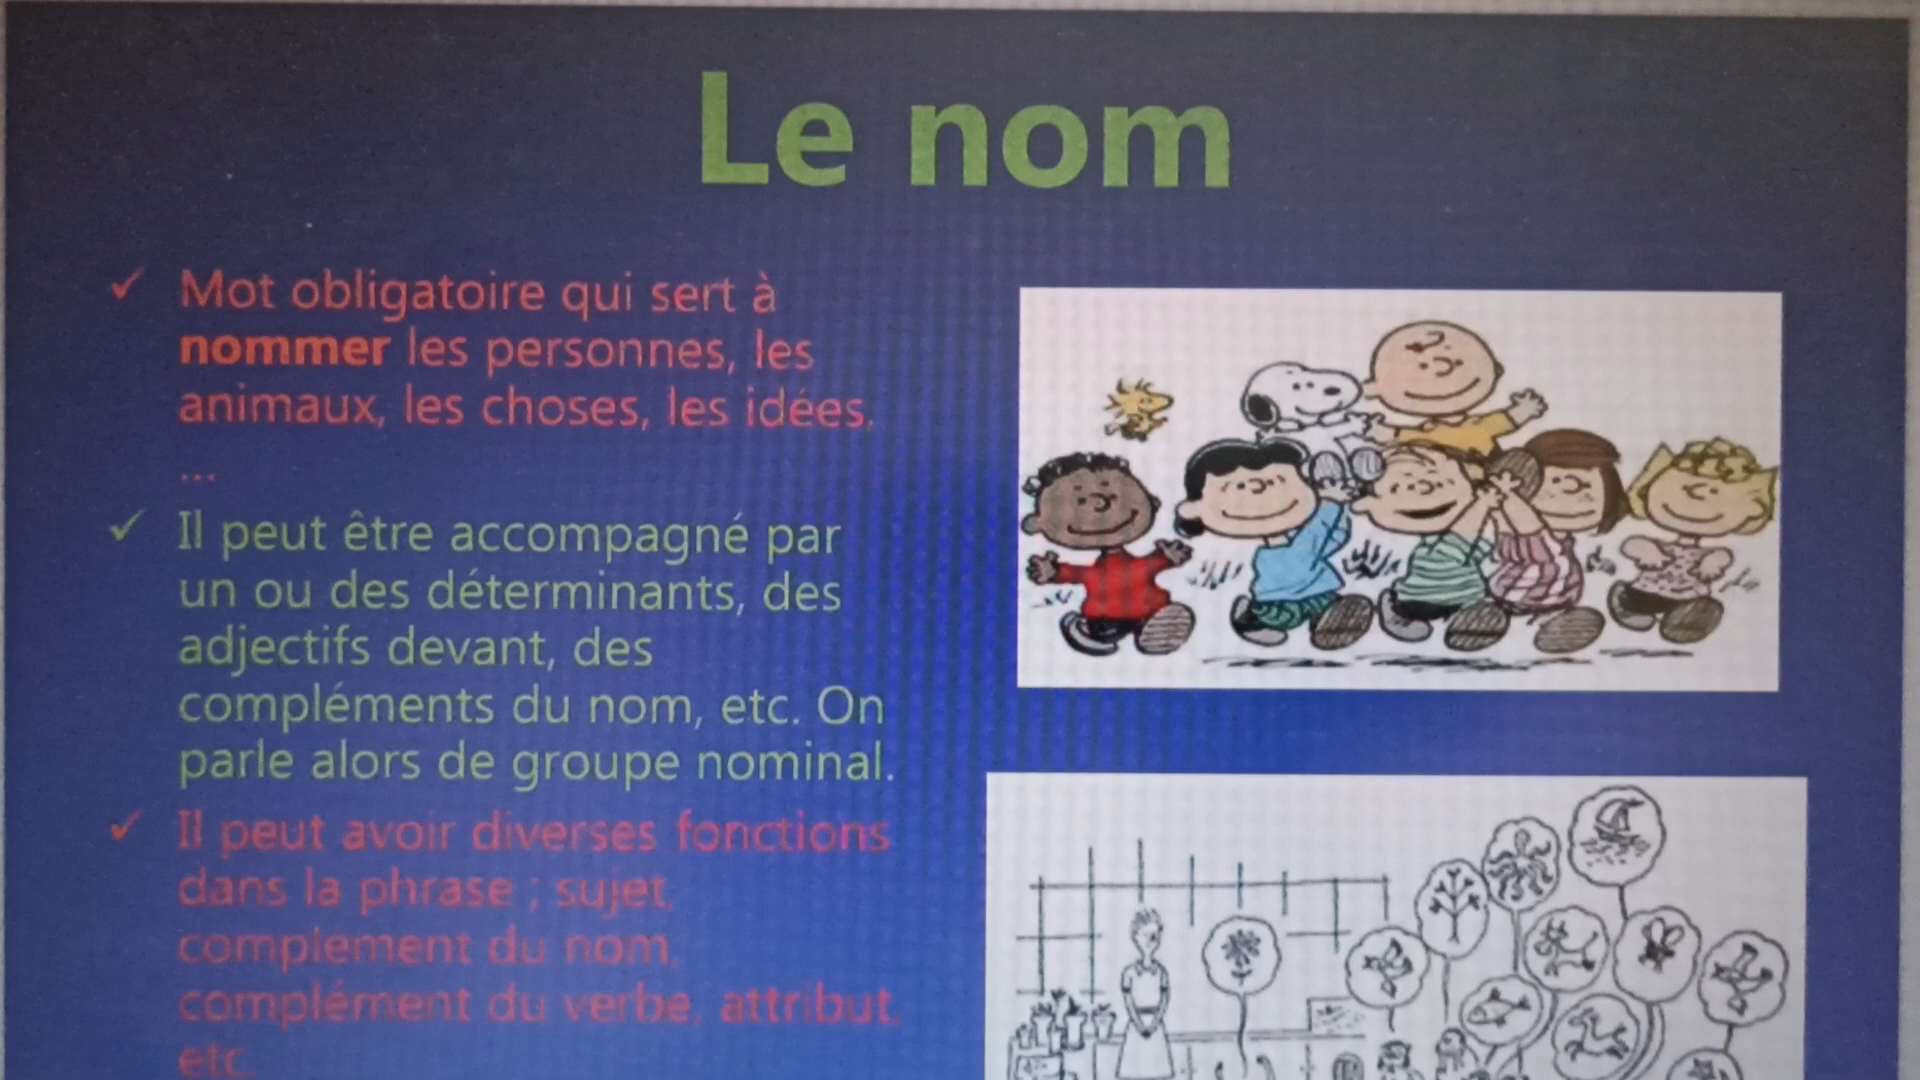 Le nom
✓ Mot obligatoire qui sert à
nommer les personnes, les
animaux, les choses, les idées,
...
✓ Il peut être accompagné par
un ou des déterminants, des
adjectifs devant, des
compléments du nom, etc. On
parle alors de groupe nominal.
✓ Il peut avoir diverses fonctions
dans la phrase ; sujet,
complément du nom,
complément du verbe, attribut,
etc.